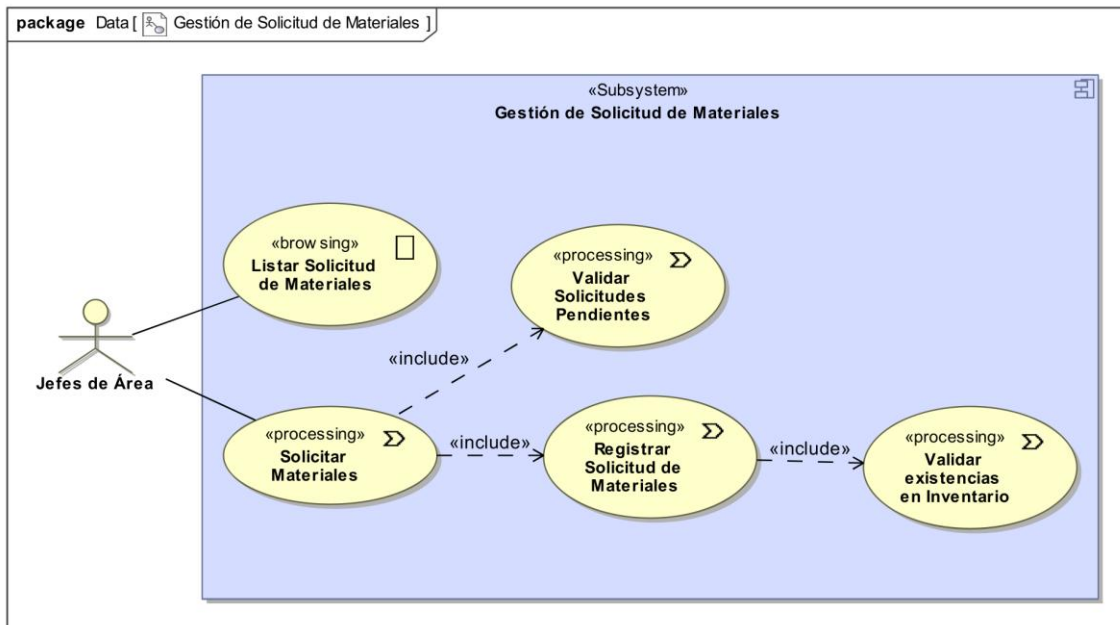 package Data [ Gestión de Solicitud de Materiales ]
«Subsystem»
Gestión de Solicitud de Materiales
«browsing»
Listar Solicitud
de Materiales
«processing»
Validar
Solicitudes
Pendientes
Jefes de Área
«include»
«processing»
Solicitar
Materiales
«include»
«processing»
Registrar
Solicitud de
Materiales
«include»
«processing»
Validar
existencias
en Inventario